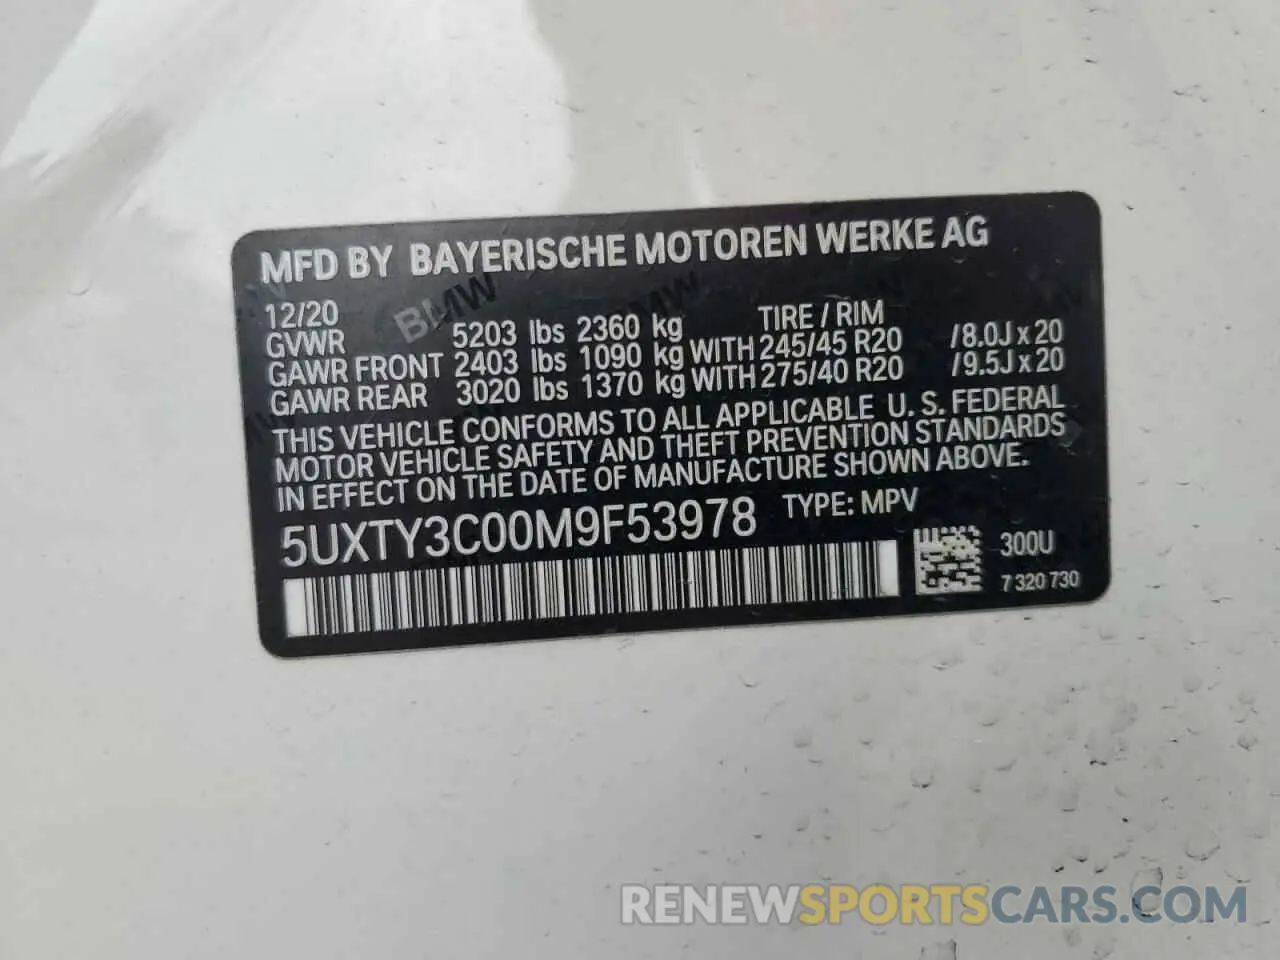 MFD BY BAYERISCHE MOTOREN WERKE AG
12/20 BMW BMW TIRE / RIM
GVWR 5203 lbs 2360 kg
GAWR FRONT 2403 lbs 1090 kg WITH 245/45 R20 /8.0J x 20
GAWR REAR 3020 lbs 1370 kg WITH 275/40 R20 /9.5J x 20
THIS VEHICLE CONFORMS TO ALL APPLICABLE U. S. FEDERAL
MOTOR VEHICLE SAFETY AND THEFT PREVENTION STANDARDS
IN EFFECT ON THE DATE OF MANUFACTURE SHOWN ABOVE.
5UXTY3C00M9F53978 TYPE: MPV
300U
7 320 730
RENEWSPORTSCARS.COM